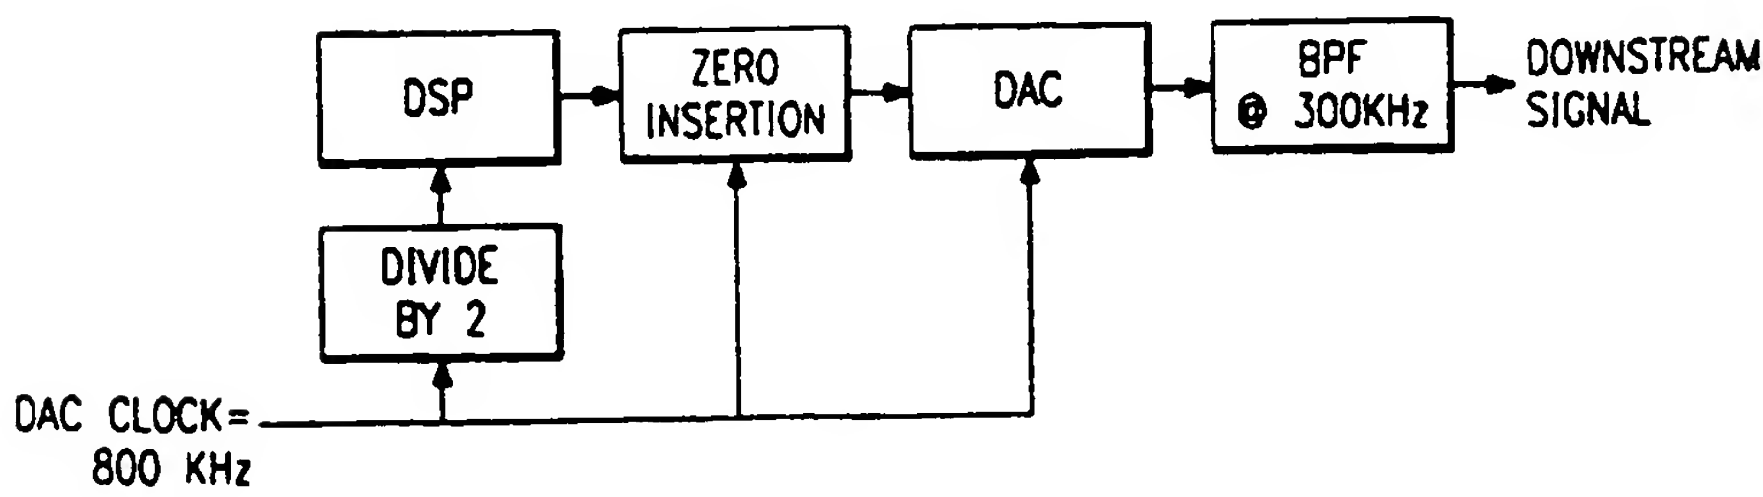 DSP
ZERO
INSERTION
DAC
BPF
@ 300KHz
DOWNSTREAM
SIGNAL
DIVIDE
BY 2
DAC CLOCK=
800 KHz